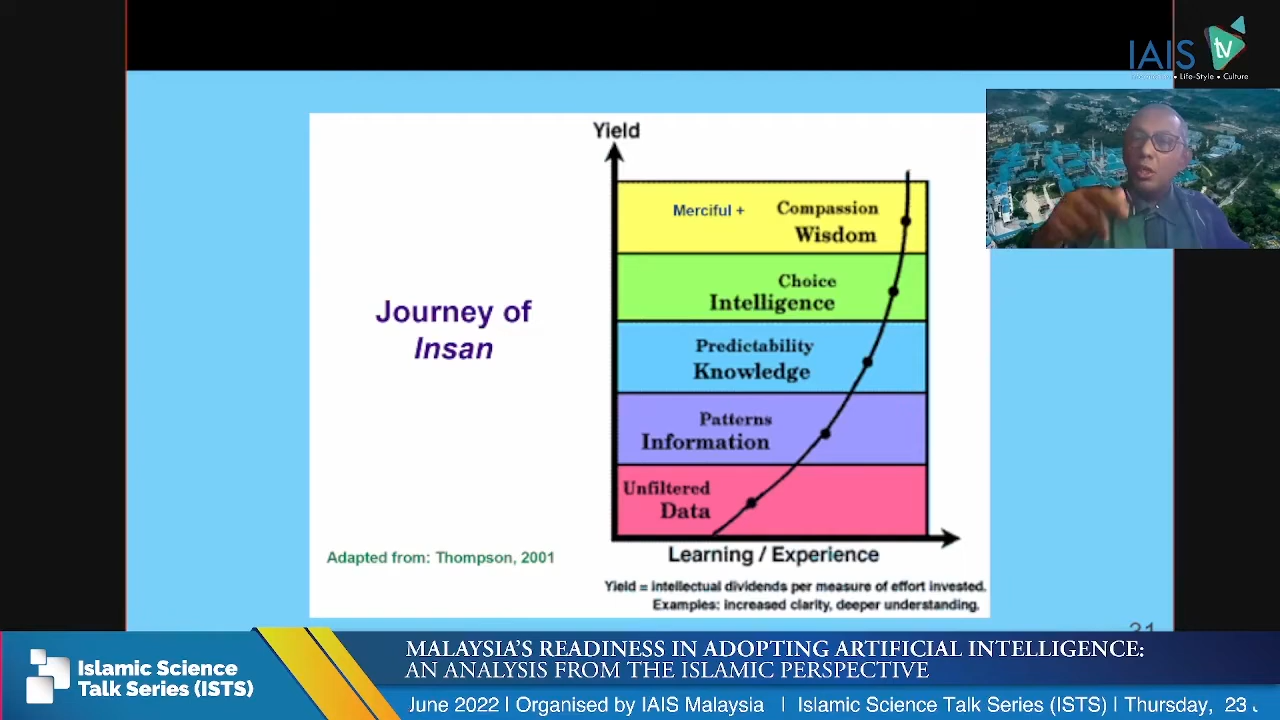 IAIS tv
• Life-Style • Culture
Yield
Merciful + Compassion
Wisdom
Choice
Intelligence
Journey of
Insan
Predictability
Knowledge
Patterns
Information
Unfiltered
Data
Adapted from: Thompson, 2001
Learning / Experience
Yield = intellectual dividends per measure of effort invested.
Examples: increased clarity, deeper understanding.
31
Islamic Science
Talk Series (ISTS)
MALAYSIA'S READINESS IN ADOPTING ARTIFICIAL INTELLIGENCE:
AN ANALYSIS FROM THE ISLAMIC PERSPECTIVE
June 2022 I Organised by IAIS Malaysia I Islamic Science Talk Series (ISTS) I Thursday, 23